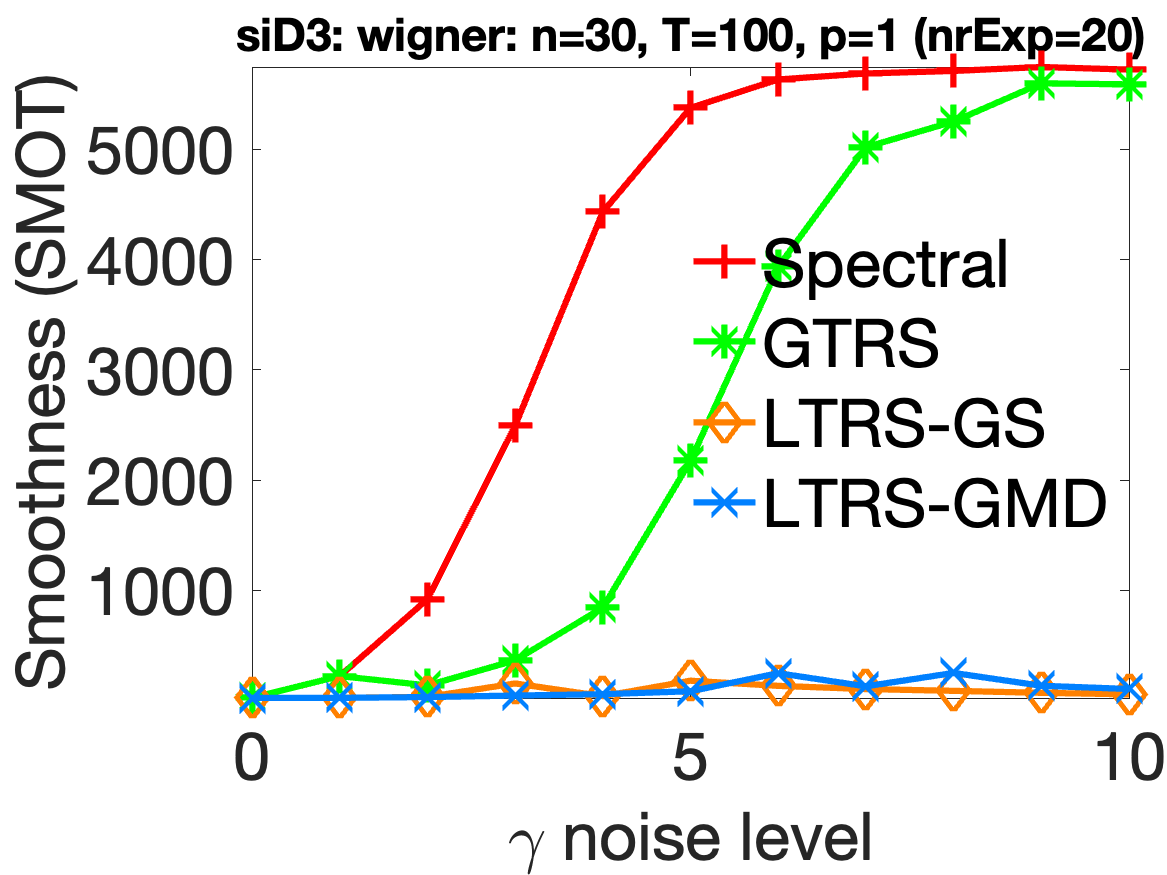 siD3: wigner: n=30, T=100, p=1 (nrExp=20)
Smoothness (SMOT)
5000
4000
3000
2000
1000
Spectral
GTRS
LTRS-GS
LTRS-GMD
0
5
10
γ noise level